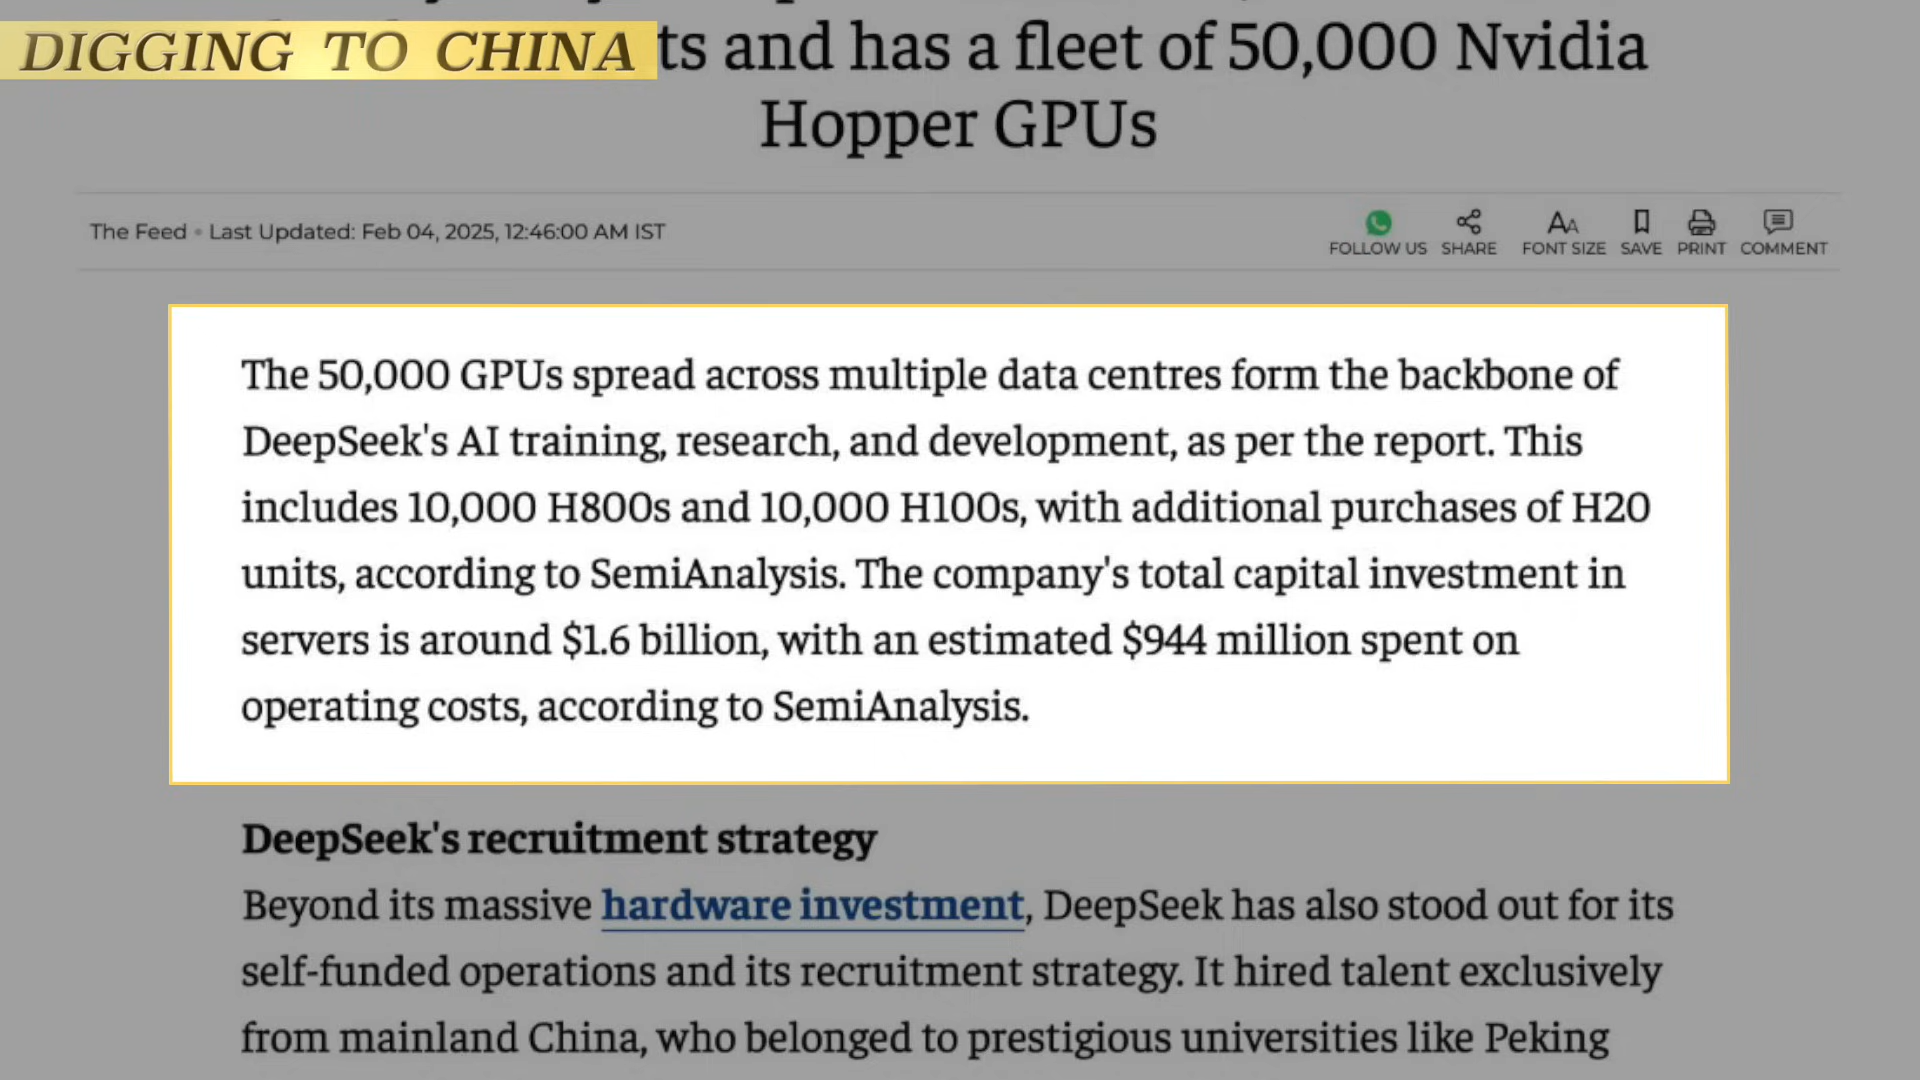 DIGGING TO CHINA
ts and has a fleet of 50,000 Nvidia
Hopper GPUs
The Feed • Last Updated: Feb 04, 2025, 12:46:00 AM IST
FOLLOW US SHARE FONT SIZE SAVE PRINT COMMENT
The 50,000 GPUs spread across multiple data centres form the backbone of
DeepSeek's AI training, research, and development, as per the report. This
includes 10,000 H800s and 10,000 H100s, with additional purchases of H20
units, according to SemiAnalysis. The company's total capital investment in
servers is around $1.6 billion, with an estimated $944 million spent on
operating costs, according to SemiAnalysis.
DeepSeek's recruitment strategy
Beyond its massive hardware investment, DeepSeek has also stood out for its
self-funded operations and its recruitment strategy. It hired talent exclusively
from mainland China, who belonged to prestigious universities like Peking